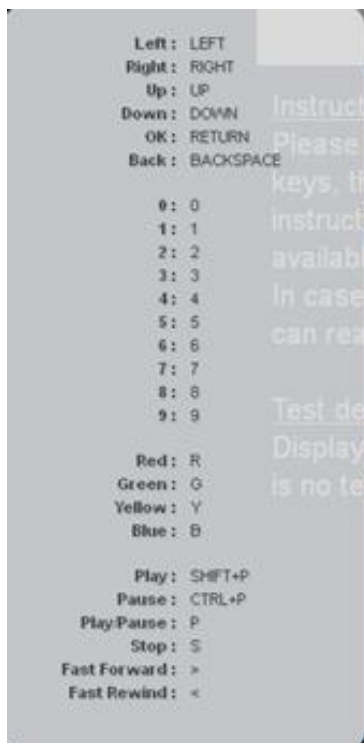 Left: LEFT
Right: RIGHT
Up: UP
Down: DOWN
OK: RETURN
Back: BACKSPACE
0: 0
1: 1
2: 2
3: 3
4: 4
5: 5
6: 6
7: 7
8: 8
9: 9
Red: R
Green: G
Yellow: Y
Blue: B
Play: SHIFT+P
Pause: CTRL+P
Play/Pause: P
Stop: S
Fast Forward: >
Fast Rewind: <
Instruct
Please
keys, t
instruct
availab
In case
can rea
Test de
Display
is no te